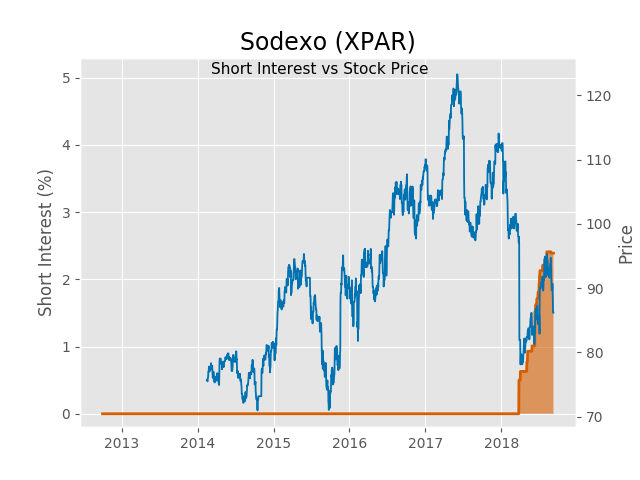 Sodexo (XPAR)
Short Interest vs Stock Price
Short Interest (%)
5
4
3
2
1
0
120
110
100
90
80
70
Price
2013 2014 2015 2016 2017 2018